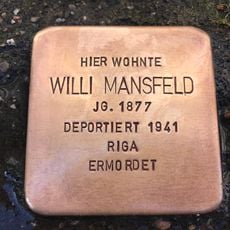 HIER WOHNTE
WILLI MANSFELD
JG. 1877
DEPORTIERT 1941
RIGA
ERMORDET